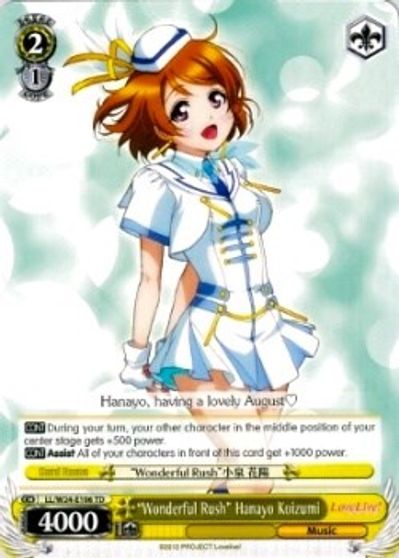 2
1
Hanayo, having a lovely August♡
CONT During your turn, your other character in the middle position of your
center stage gets +500 power.
CONT Assist All of your characters in front of this card get +1000 power.
Card Name
"Wonderful Rush"小泉 花陽
LL/W24-E106 TD
"Wonderful Rush" Hanayo Koizumi
LoveLive!
4000
Music
©2013 PROJECT Lovelive!